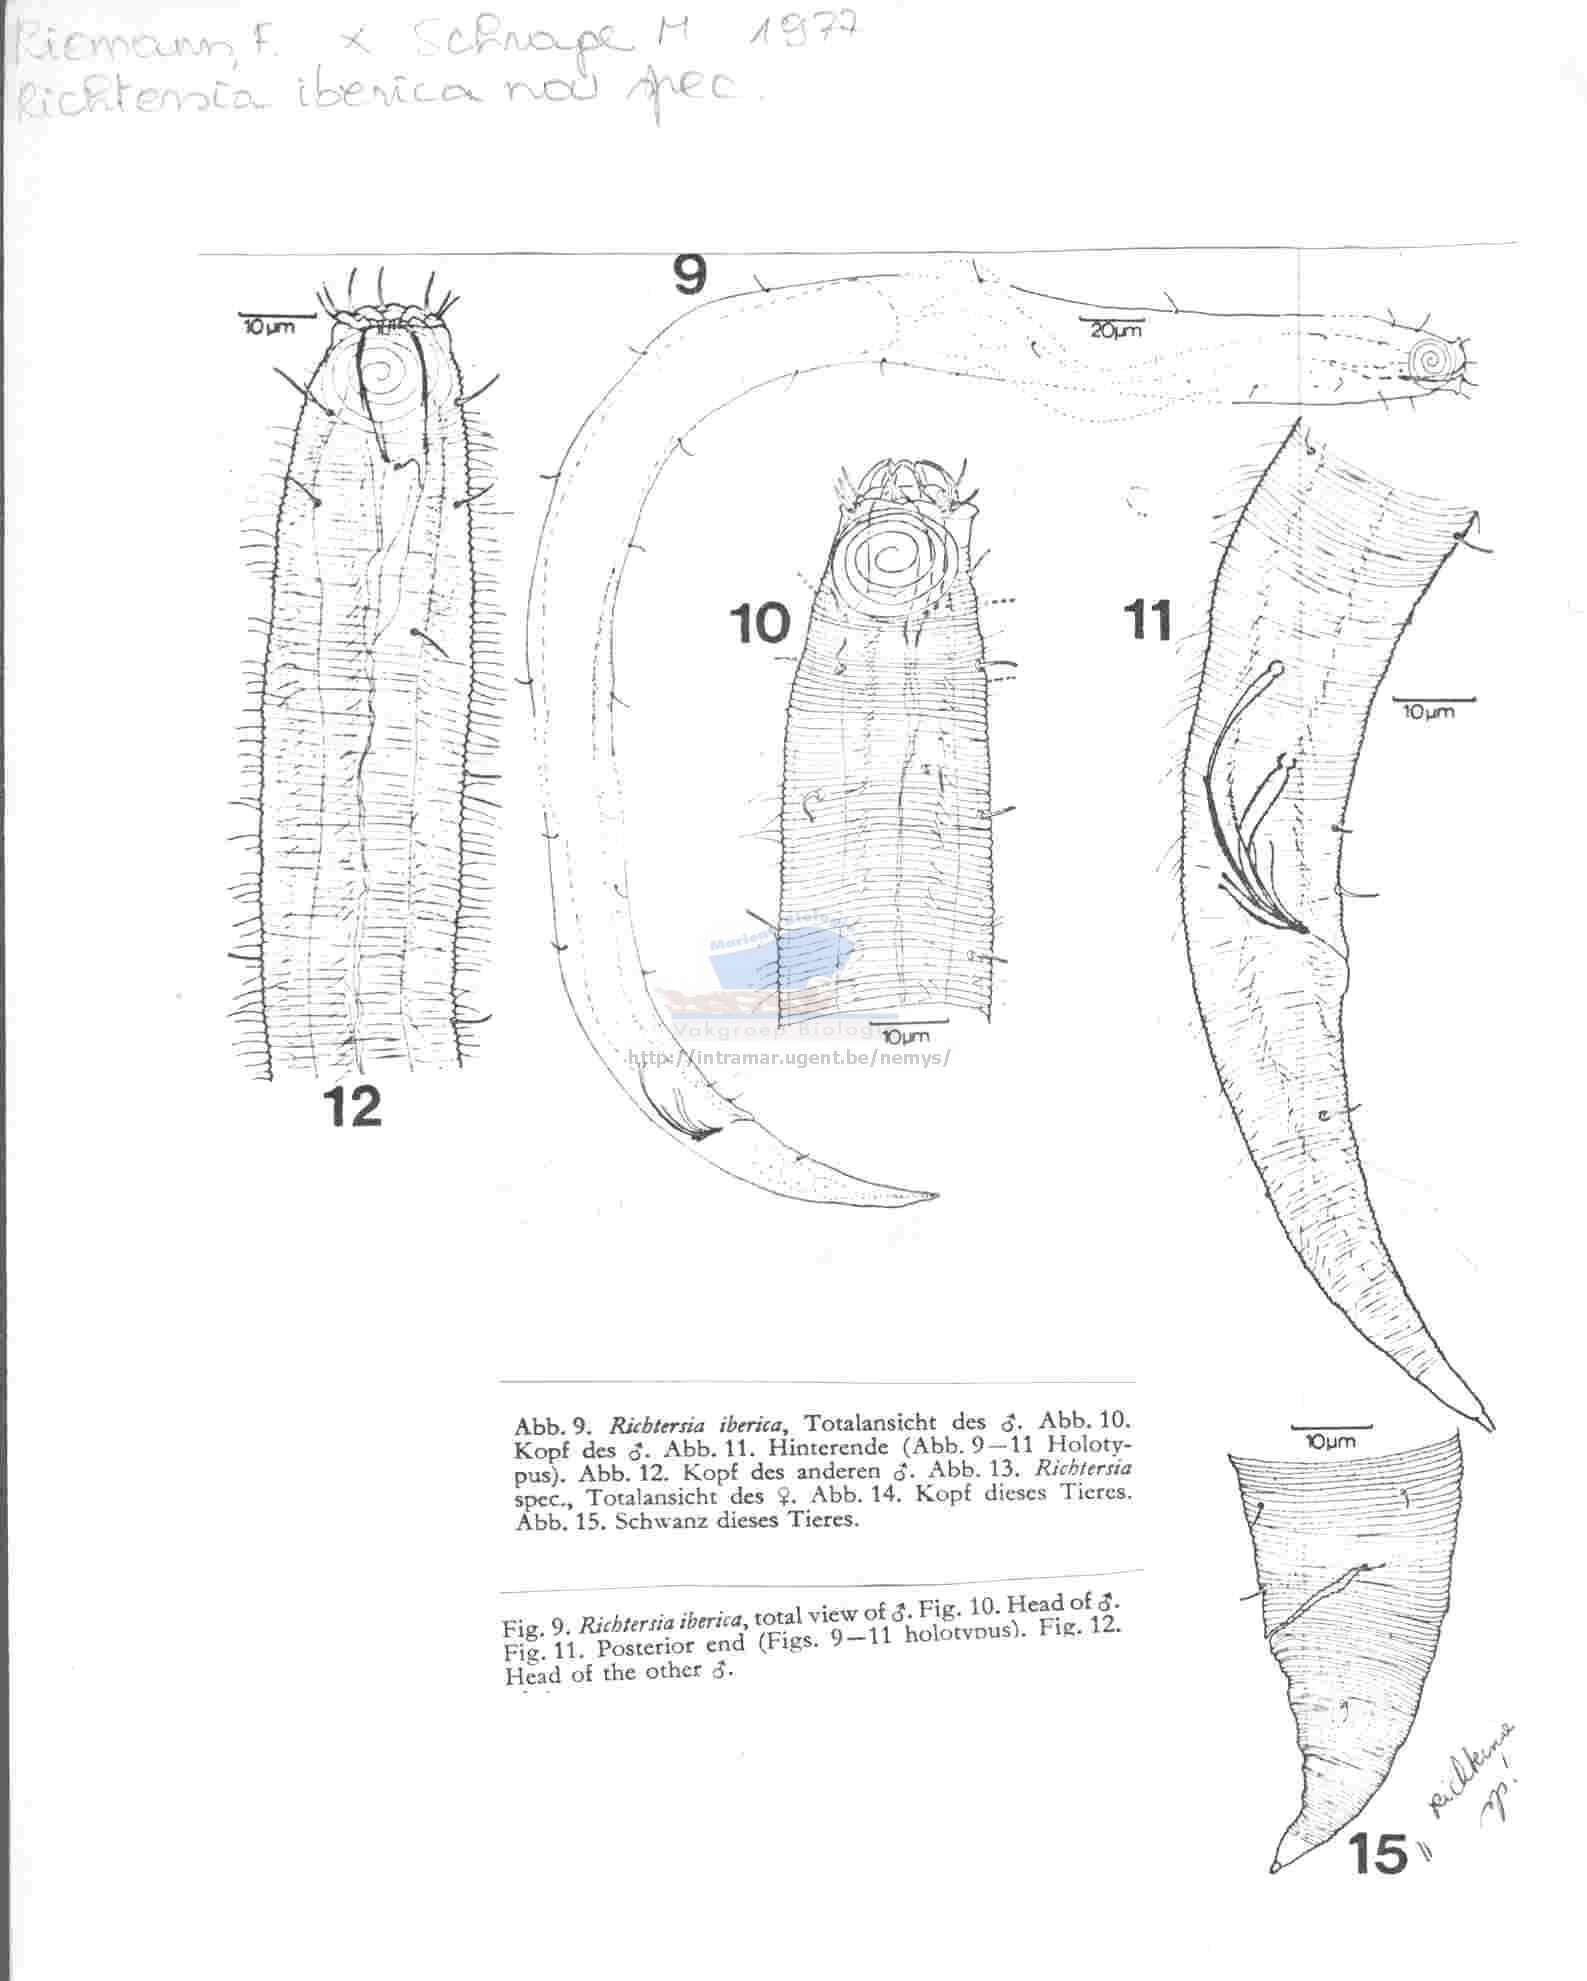 Riemann, F. x Schrage M 1977
Richtersia iberica nov spec.
9
10µm
20µm
10
11
10µm
Mariene Biologie
Vakgroep Biologie
10µm
http://intramar.ugent.be/nemys/
12
Abb. 9. Richtersia iberica, Totalansicht des ♂. Abb. 10.
Kopf des ♂. Abb. 11. Hinterende (Abb. 9—11 Holoty-
pus). Abb. 12. Kopf des anderen ♂. Abb. 13. Richtersia
spec., Totalansicht des ♀. Abb. 14. Kopf dieses Tieres.
Abb. 15. Schwanz dieses Tieres.
10µm
Fig. 9. Richtersia iberica, total view of ♂. Fig. 10. Head of ♂.
Fig. 11. Posterior end (Figs. 9—11 holotypus). Fig. 12.
Head of the other ♂.
15
sp.